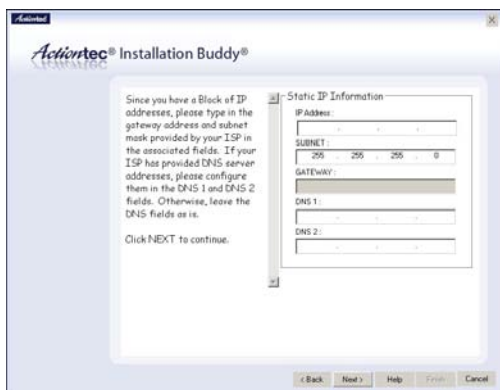 Actiontec
Actiontec® Installation Buddy®
Since you have a Block of IP
addresses, please type in the
gateway address and subnet
mask provided by your ISP in
the associated fields. If your
ISP has provided DNS server
addresses, please configure
them in the DNS 1 and DNS 2
fields. Otherwise, leave the
DNS fields as is.
Click NEXT to continue.
Static IP Information
IP Address:
. . .
SUBNET:
255 . 255 . 255 . 0
GATEWAY:
DNS 1:
. . .
DNS 2:
. . .
< Back Next > Help Finish Cancel